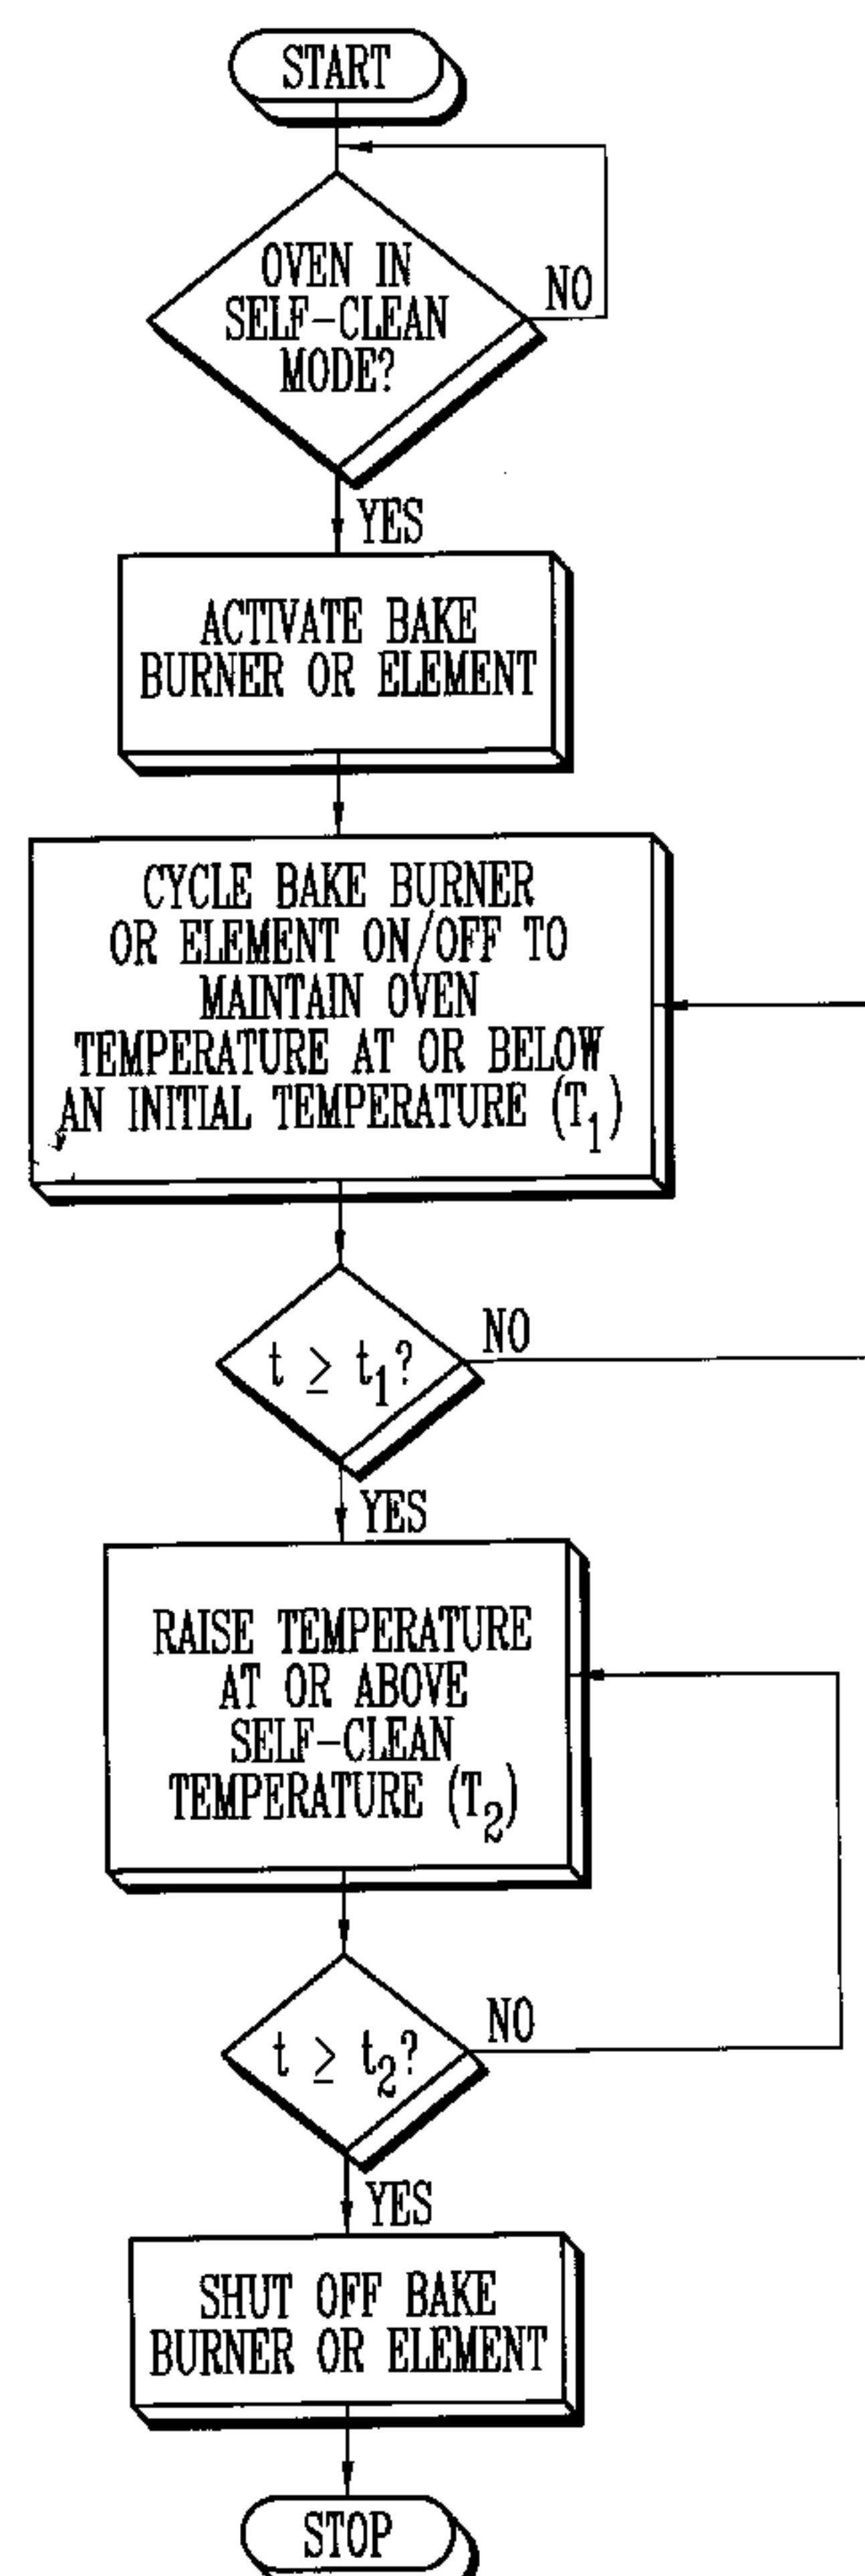 START
OVEN IN
SELF-CLEAN
MODE?
NO
YES
ACTIVATE BAKE
BURNER OR ELEMENT
CYCLE BAKE BURNER
OR ELEMENT ON/OFF TO
MAINTAIN OVEN
TEMPERATURE AT OR BELOW
AN INITIAL TEMPERATURE (T₁)
t ≥ t₁?
NO
YES
RAISE TEMPERATURE
AT OR ABOVE
SELF-CLEAN
TEMPERATURE (T₂)
t ≥ t₂?
NO
YES
SHUT OFF BAKE
BURNER OR ELEMENT
STOP